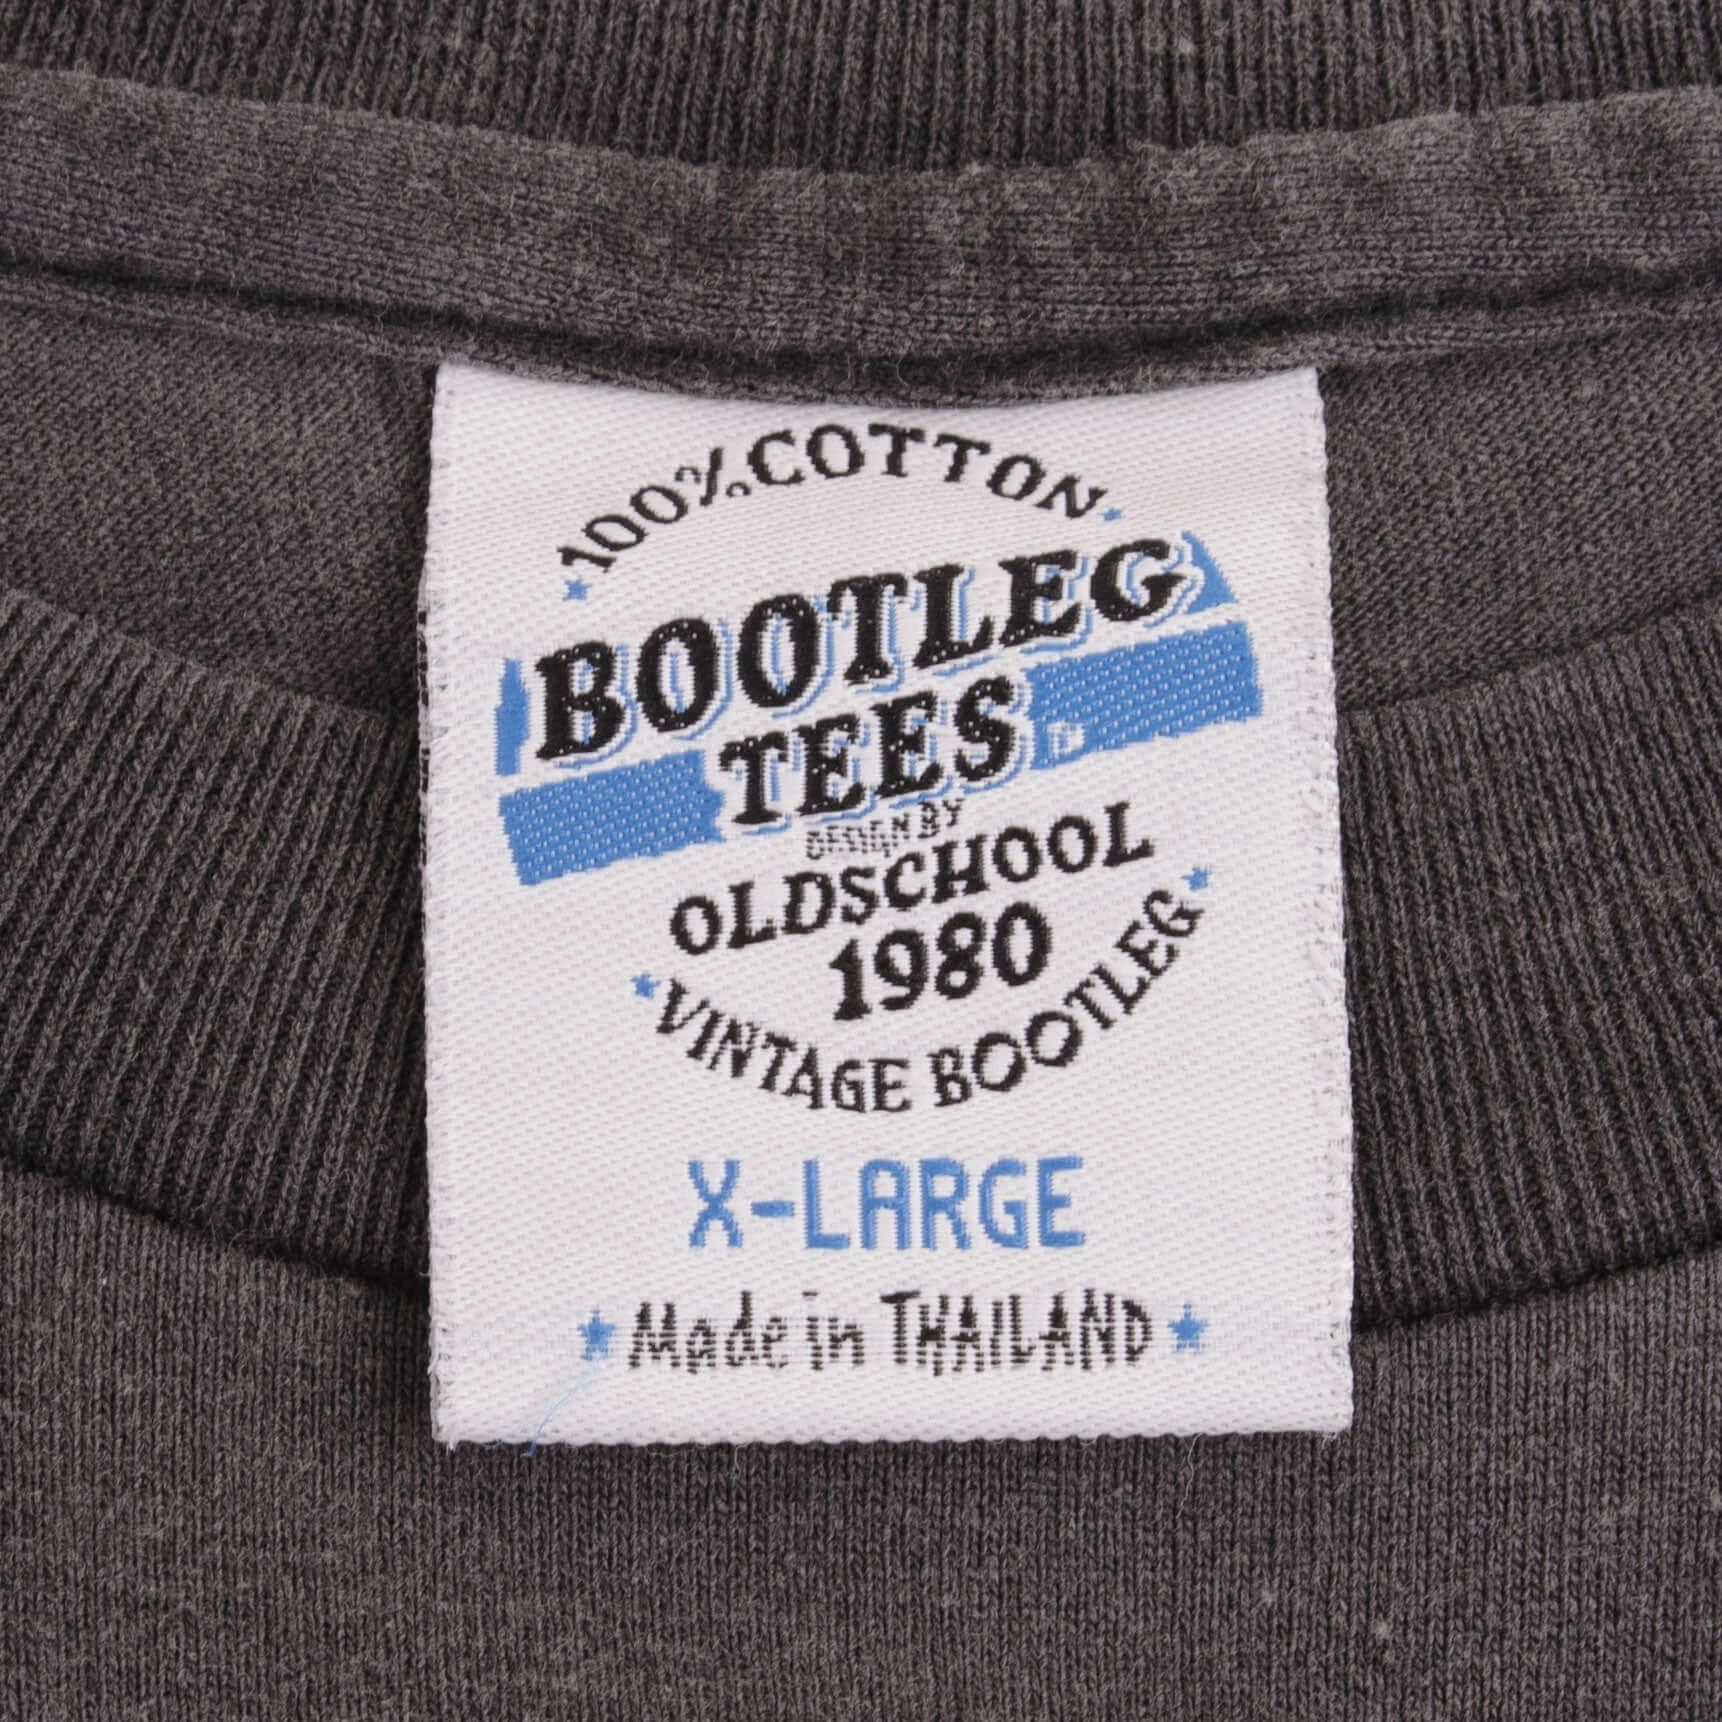 100% COTTON
BOOTLEG
TEES
DESIGN BY
OLDSCHOOL
1980
VINTAGE BOOTLEG
X-LARGE
Made in THAILAND